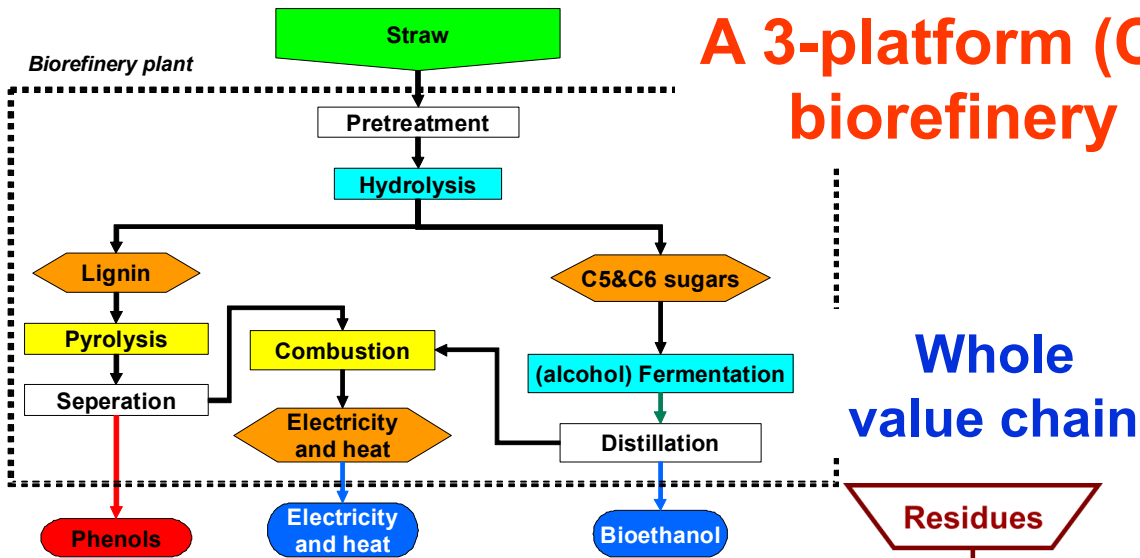 A 3-platform (C
biorefinery
Straw
Biorefinery plant
Pretreatment
Hydrolysis
Lignin
C5&C6 sugars
Pyrolysis
Combustion
(alcohol) Fermentation
Seperation
Electricity
and heat
Distillation
Whole
value chain
Phenols
Electricity
and heat
Bioethanol
Residues